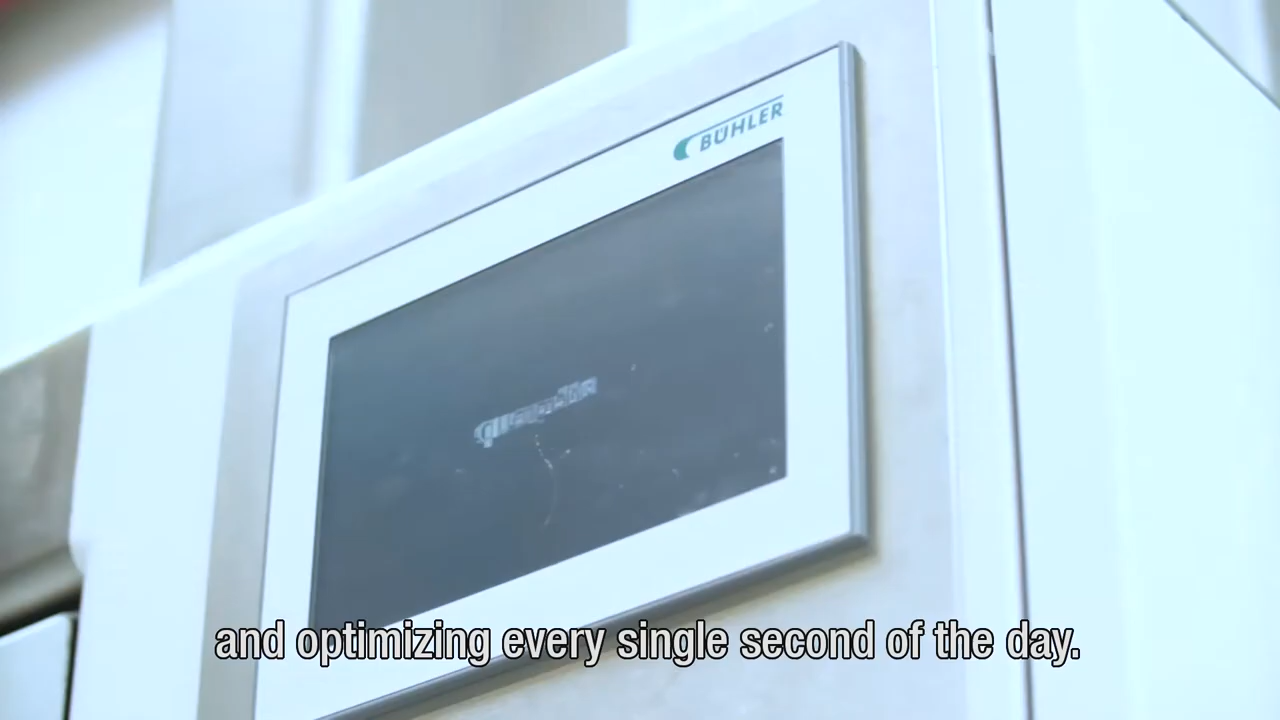 BÜHLER
and optimizing every single second of the day.